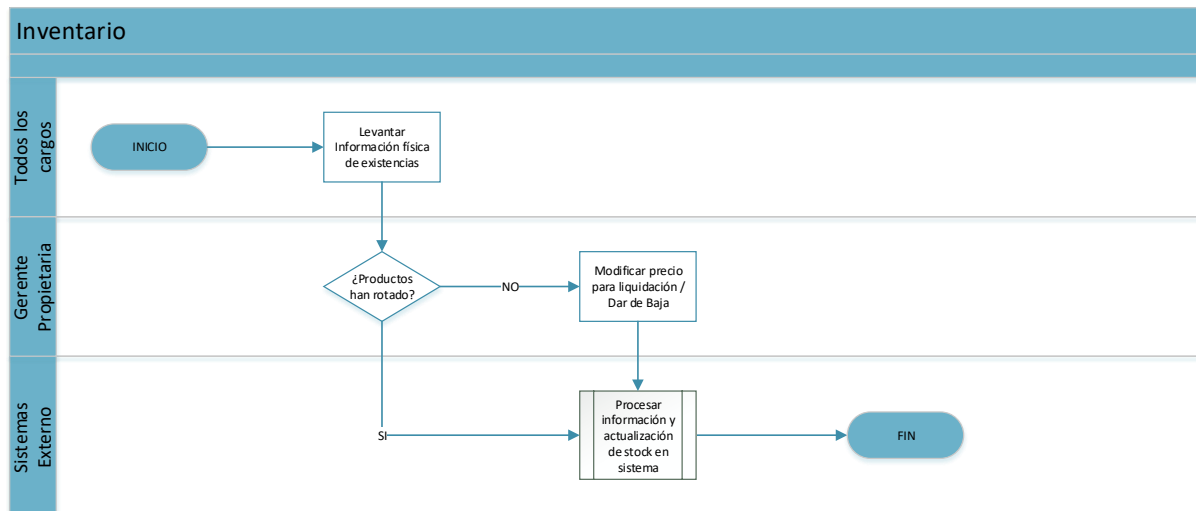 Inventario
Todos los
cargos
INICIO
Levantar
Información física
de existencias
Gerente
Propietaria
¿Productos
han rotado?
NO
Modificar precio
para liquidación /
Dar de Baja
Sistemas
Externo
SI
Procesar
información y
actualización
de stock en
sistema
FIN